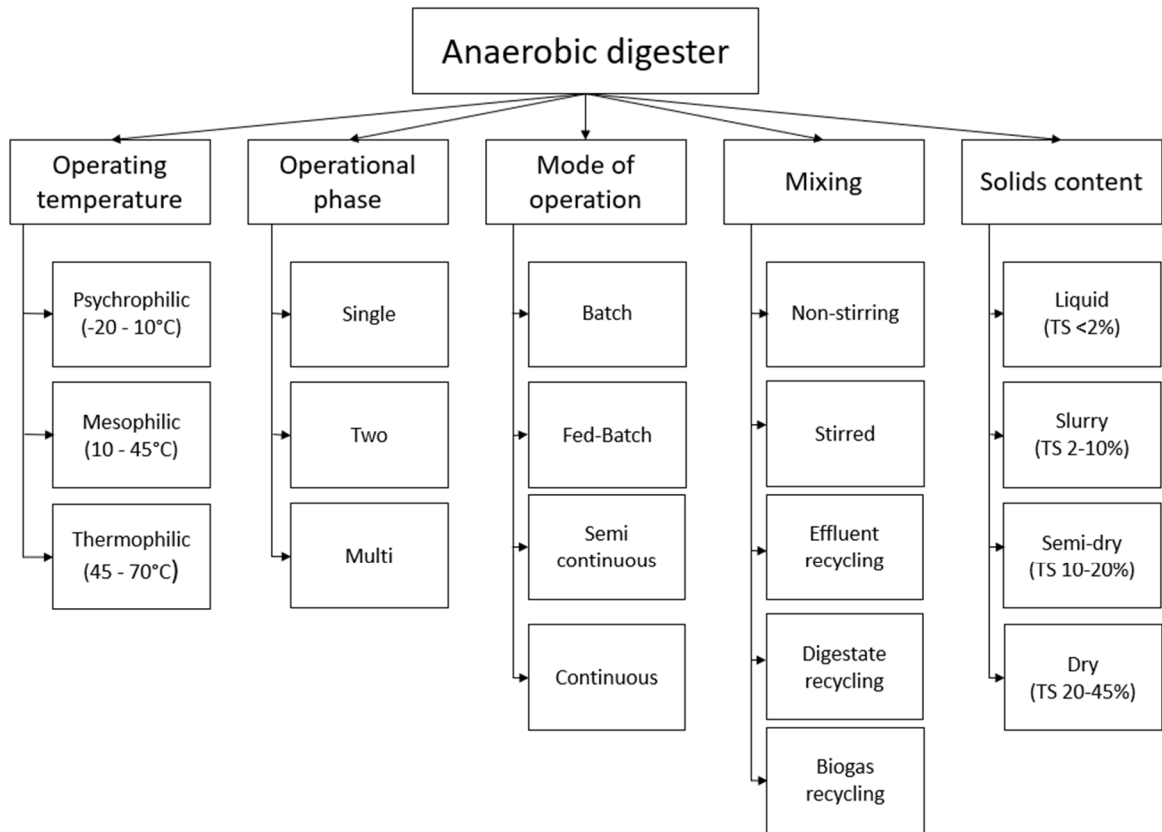 Anaerobic digester
Operating
temperature
Psychrophilic
(-20 - 10°C)
Mesophilic
(10 - 45°C)
Thermophilic
(45 - 70°C)
Operational
phase
Single
Two
Multi
Mode of
operation
Batch
Fed-Batch
Semi
continuous
Continuous
Mixing
Non-stirring
Stirred
Effluent
recycling
Digestate
recycling
Biogas
recycling
Solids content
Liquid
(TS <2%)
Slurry
(TS 2-10%)
Semi-dry
(TS 10-20%)
Dry
(TS 20-45%)